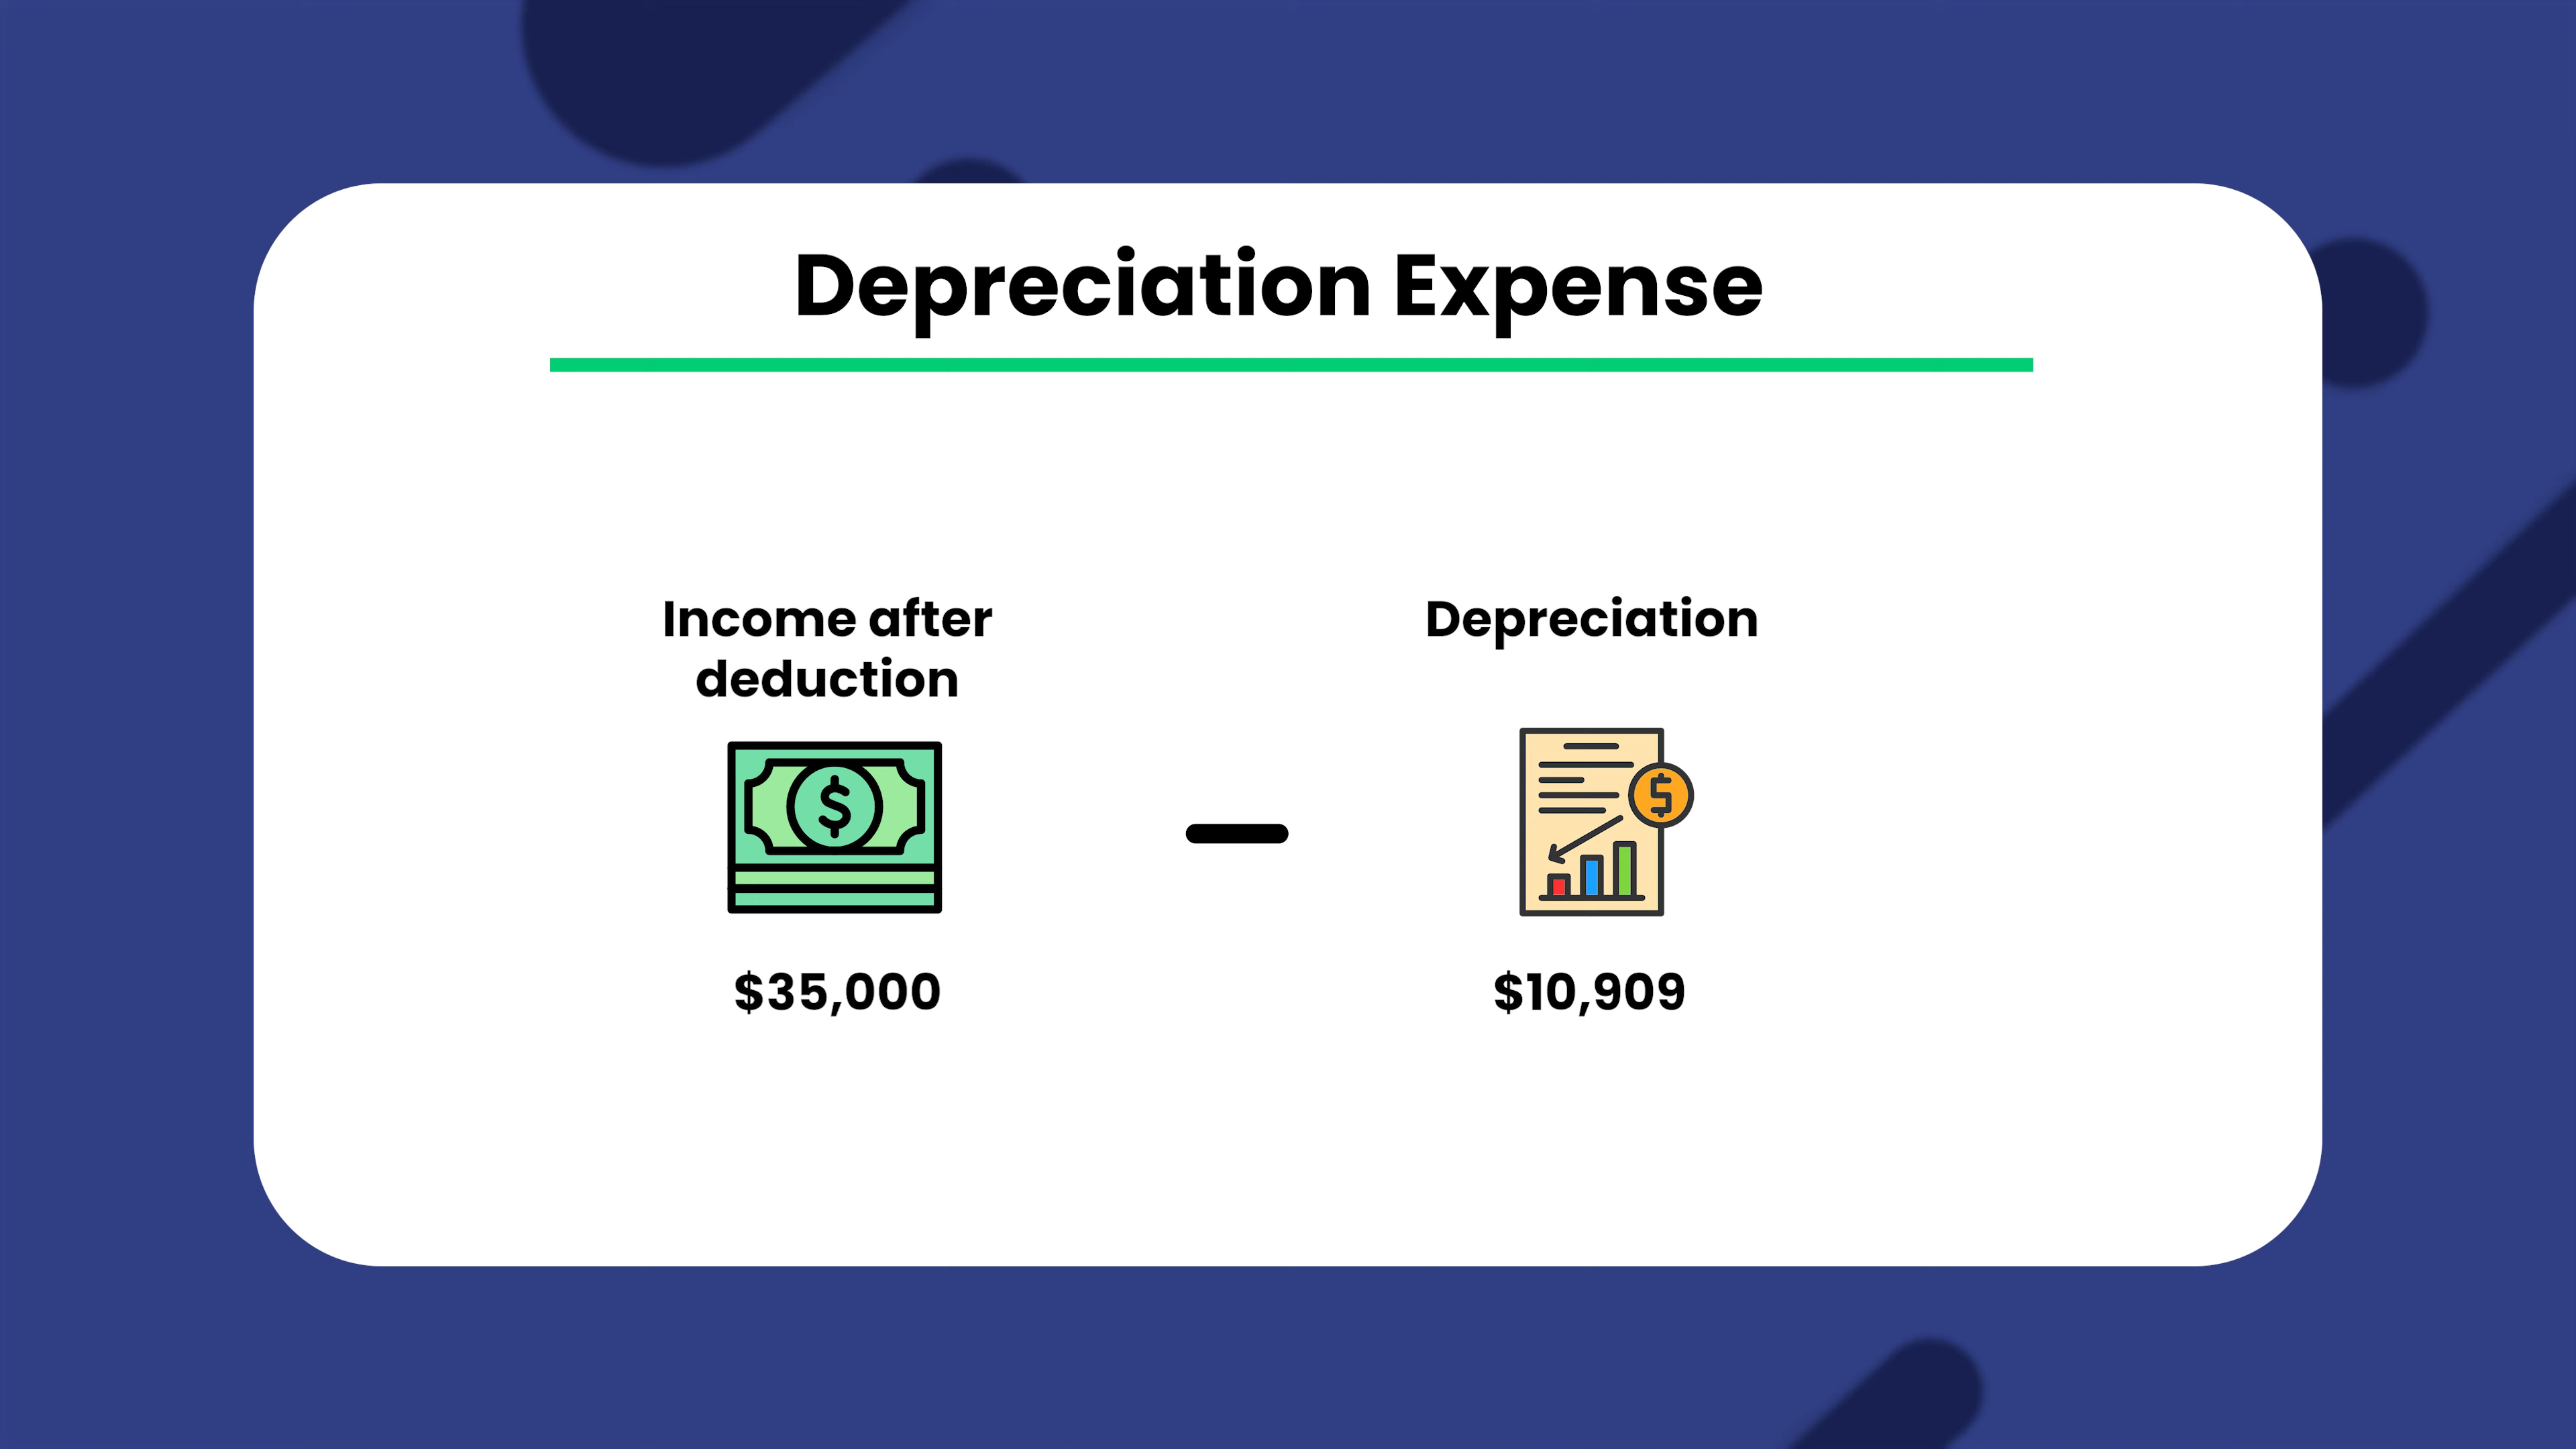 Depreciation Expense
Income after
deduction
Depreciation
$35,000
$10,909